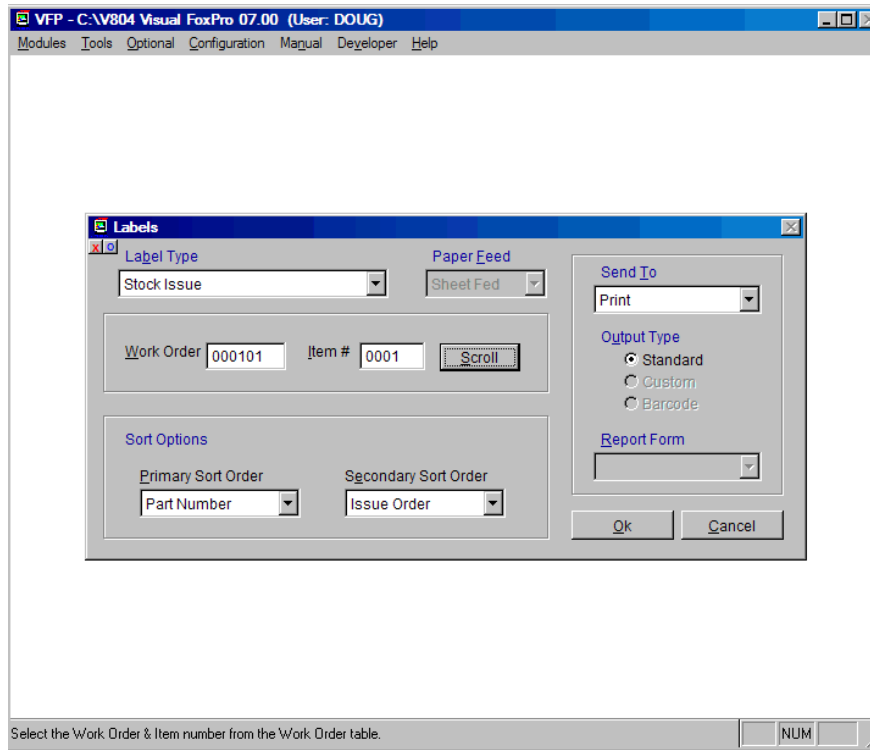 VFP - C:\V804 Visual FoxPro 07.00 (User: DOUG)
Modules Tools Optional Configuration Manual Developer Help
Labels
X O
Label Type
Paper Feed
Stock Issue
Sheet Fed
Send To
Print
Work Order 000101 Item # 0001 Scroll
Output Type
Standard
Custom
Barcode
Sort Options
Report Form
Primary Sort Order
Secondary Sort Order
Part Number
Issue Order
Ok Cancel
Select the Work Order & Item number from the Work Order table.
NUM